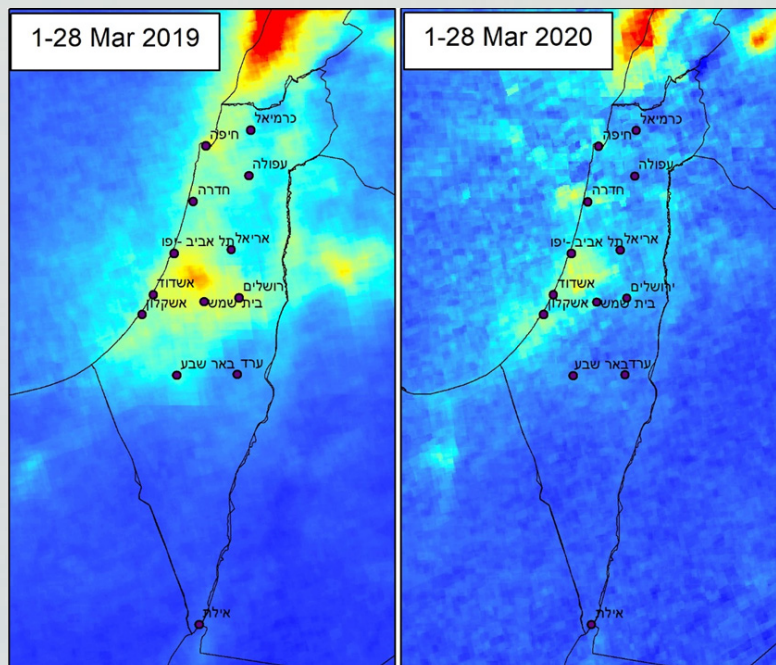 1-28 Mar 2019
כרמיאל
חיפה
עפולה
חדרה
אריאל
תל אביב -יפו
אשדוד
ירושלים
בית שמש
אשקלון
ערד
באר שבע
אילת
1-28 Mar 2020
כרמיאל
חיפה
עפולה
חדרה
אריאל
תל אביב -יפו
אשדוד
ירושלים
בית שמש
אשקלון
ערד
באר שבע
אילת